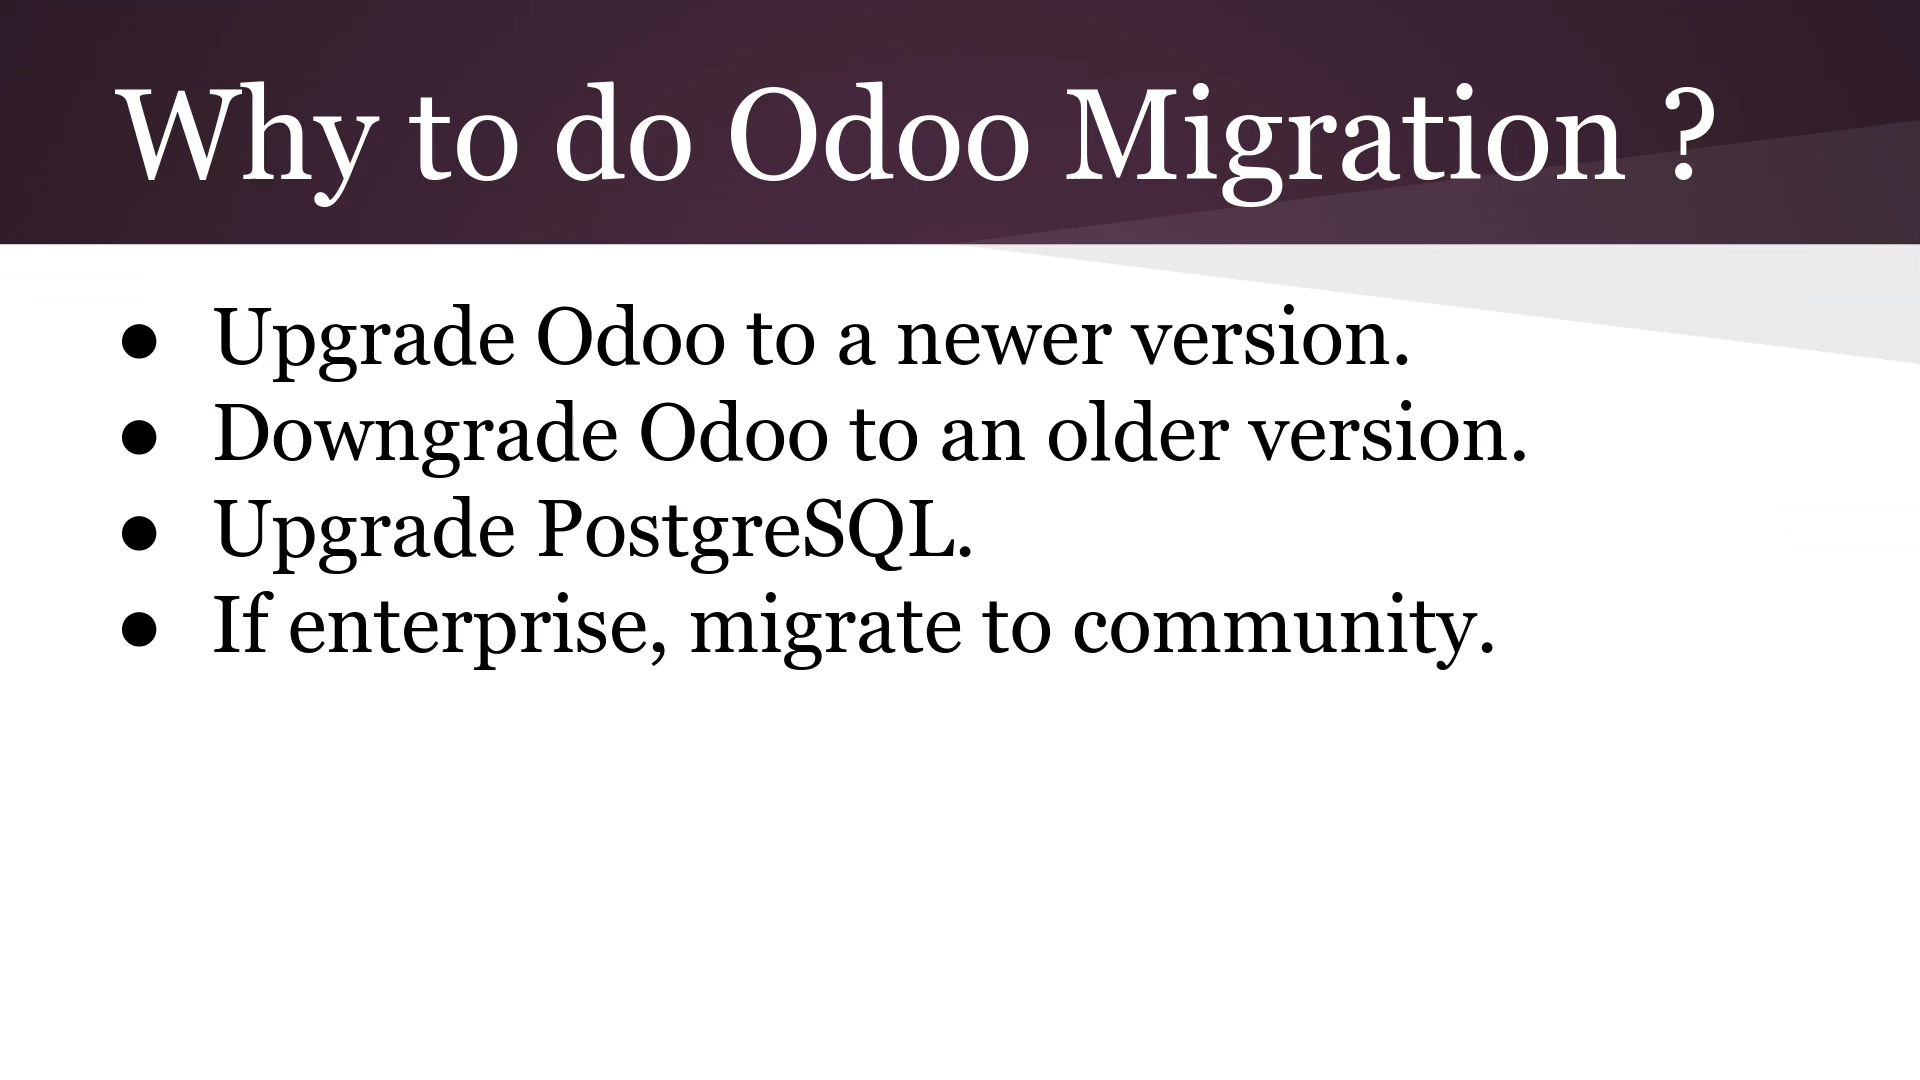 Why to do Odoo Migration ?
● Upgrade Odoo to a newer version.
● Downgrade Odoo to an older version.
● Upgrade PostgreSQL.
● If enterprise, migrate to community.